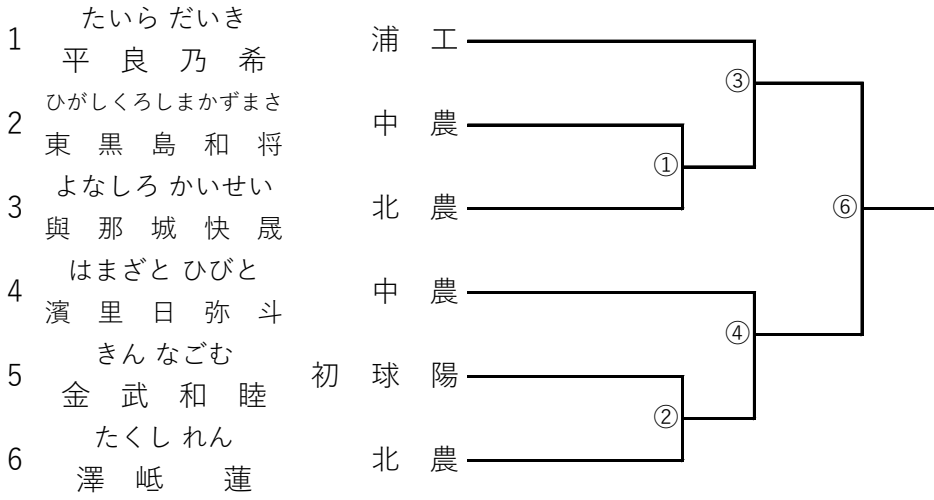 たいら だいき
1 平良乃希 浦工
ひがしくろしまかずまさ
2 東黒島和将 中農
よなしろ かいせい
3 與那城快晟 北農
はまざと ひびと
4 濱里日弥斗 中農
きん なごむ
5 金武和睦 初球陽
たくし れん
6 澤岻 蓮 北農
③
①
⑥
④
②